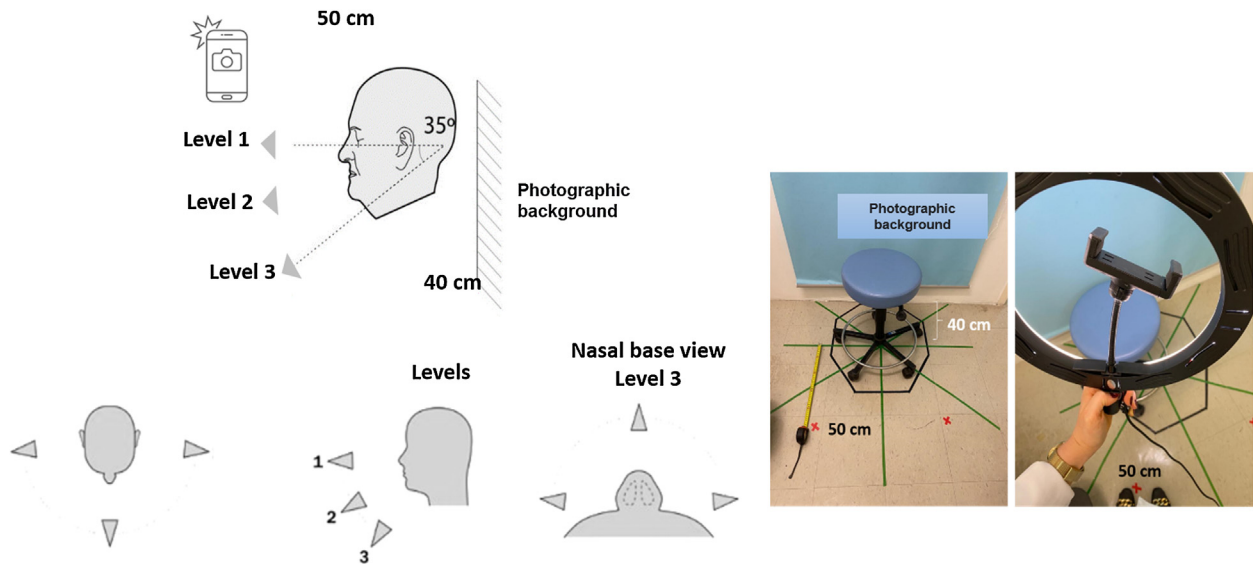 50 cm
35º
Level 1
Level 2
Level 3
Photographic
background
40 cm
Levels
1
2
3
Nasal base view
Level 3
Photographic
background
40 cm
50 cm
50 cm